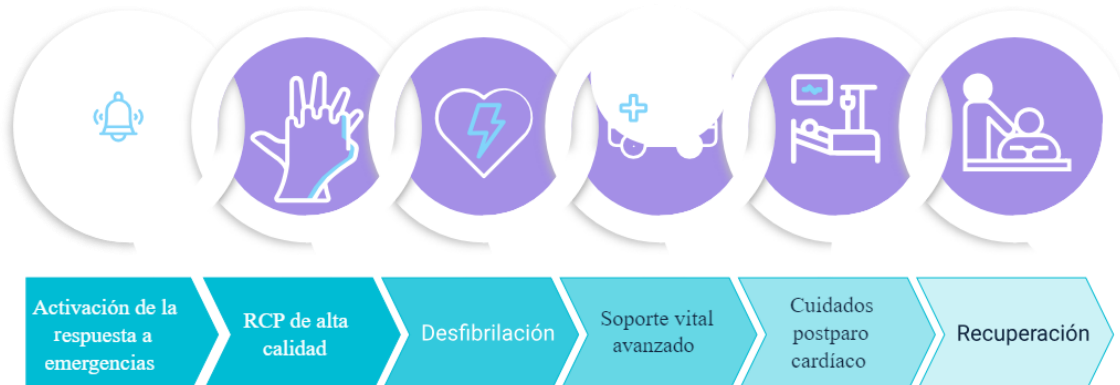 Activación de la
respuesta a
emergencias
RCP de alta
calidad
Desfibrilación
Soporte vital
avanzado
Cuidados
postparo
cardíaco
Recuperación